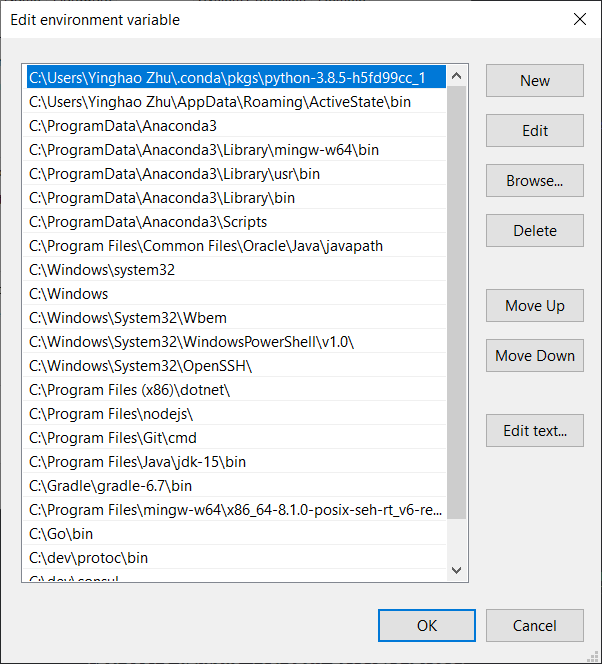 Edit environment variable
C:\Users\Yinghao Zhu\.conda\pkgs\python-3.8.5-h5fd99cc_1
New
C:\Users\Yinghao Zhu\AppData\Roaming\ActiveState\bin
C:\ProgramData\Anaconda3
Edit
C:\ProgramData\Anaconda3\Library\mingw-w64\bin
C:\ProgramData\Anaconda3\Library\usr\bin
Browse...
C:\ProgramData\Anaconda3\Library\bin
C:\ProgramData\Anaconda3\Scripts
Delete
C:\Program Files\Common Files\Oracle\Java\javapath
C:\Windows\system32
C:\Windows
Move Up
C:\Windows\System32\Wbem
C:\Windows\System32\WindowsPowerShell\v1.0\
Move Down
C:\Windows\System32\OpenSSH\
C:\Program Files (x86)\dotnet\
C:\Program Files\nodejs\
Edit text...
C:\Program Files\Git\cmd
C:\Program Files\Java\jdk-15\bin
C:\Gradle\gradle-6.7\bin
C:\Program Files\mingw-w64\x86_64-8.1.0-posix-seh-rt_v6-re...
C:\Go\bin
C:\dev\protoc\bin
C:\dev\consul
OK
Cancel